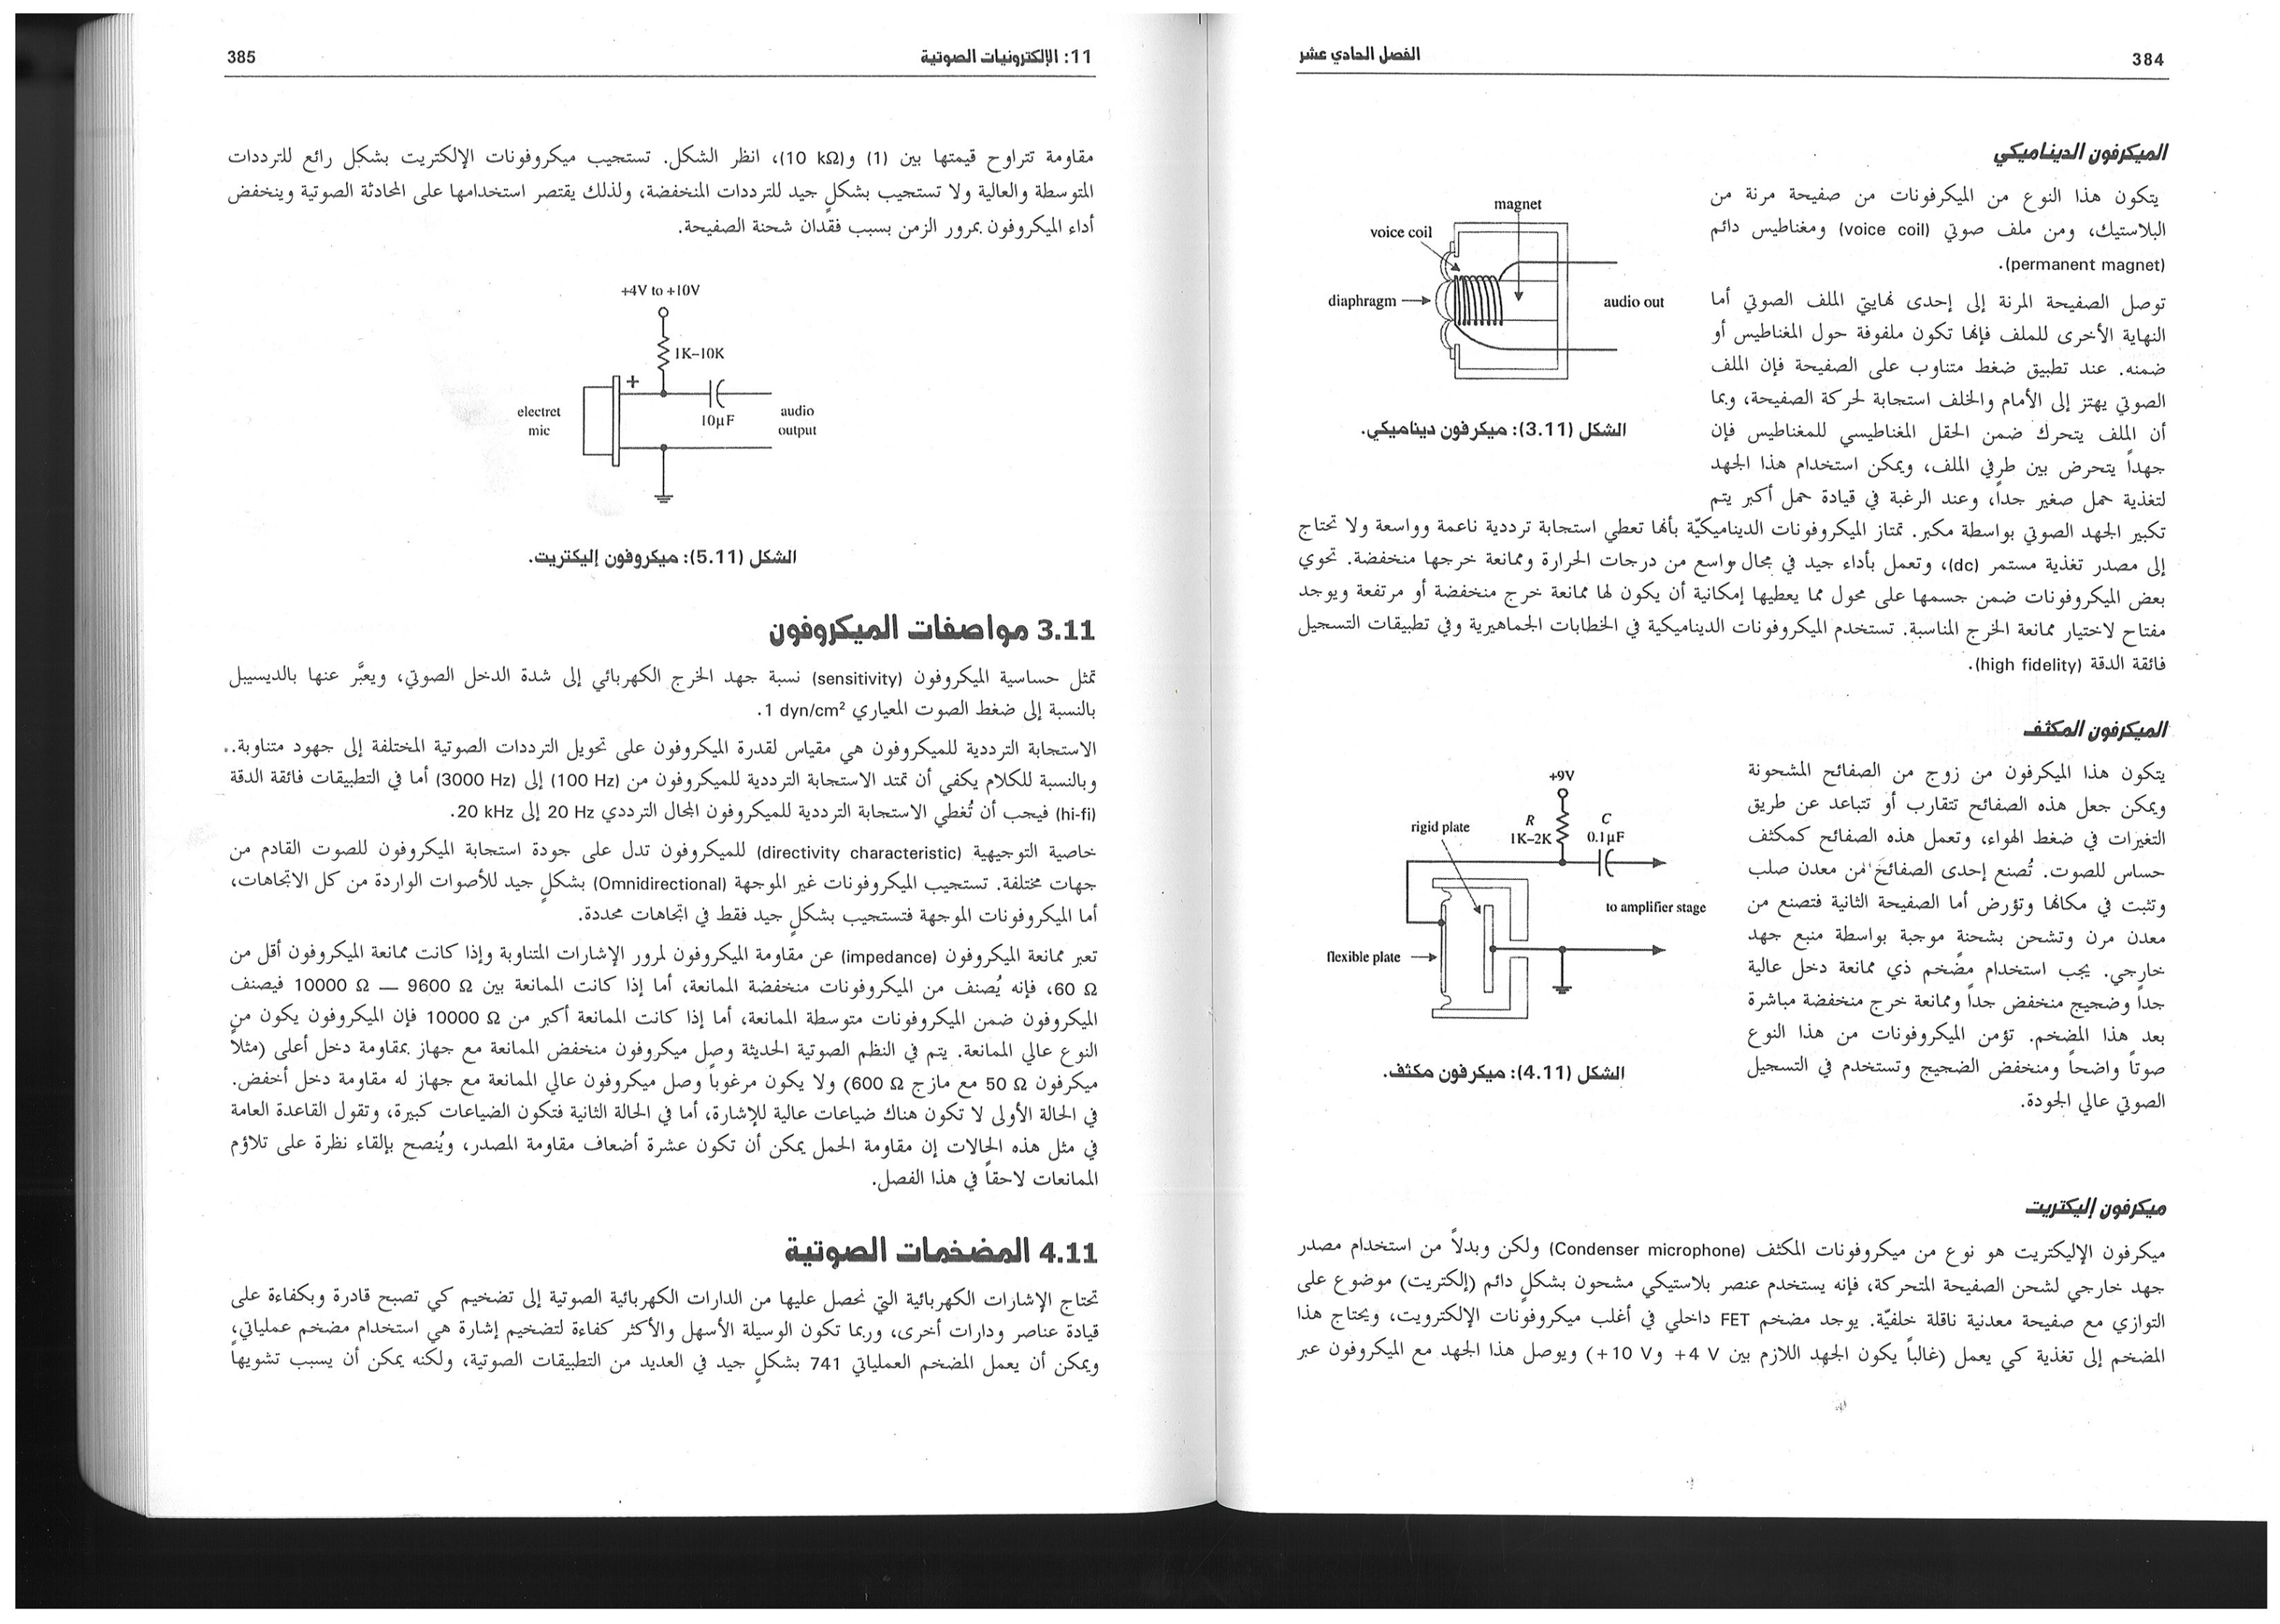 384
الفصل الحادي عشر
الميكرفون الديناميكي
يتكون هذا النوع من الميكرفونات من صفيحة مرنة من
البلاستيك، ومن ملف صوتي (voice coil) ومغناطيس دائم
(permanent magnet).
توصل الصفيحة المرنة إلى إحدى نهايتي الملف الصوتي أما
النهاية الأخرى للملف فإنها تكون ملفوفة حول المغناطيس أو
ضمنه. عند تطبيق ضغط متناوب على الصفيحة فإن الملف
الصوتي يهتز إلى الأمام والخلف استجابة لحركة الصفيحة، وبما
أن الملف يتحرك ضمن الحقل المغناطيسي للمغناطيس فإن
جهداً يتحرض بين طرفي الملف، ويمكن استخدام هذا الجهد
لتغذية حمل صغير جداً، وعند الرغبة في قيادة حمل أكبر يتم
magnet
voice coil
diaphragm
audio out
الشكل (3.11): ميكرفون ديناميكي.
تكبير الجهد الصوتي بواسطة مكبر. تمتاز الميكروفونات الديناميكيّة بأنها تعطي استجابة ترددية ناعمة وواسعة ولا تحتاج
إلى مصدر تغذية مستمر (dc)، وتعمل بأداء جيد في مجال واسع من درجات الحرارة وممانعة خرجها منخفضة. تحوي
بعض الميكروفونات ضمن جسمها على محول مما يعطيها إمكانية أن يكون لها ممانعة خرج منخفضة أو مرتفعة ويوجد
مفتاح لاختيار ممانعة الخرج المناسبة. تستخدم الميكروفونات الديناميكية في الخطابات الجماهيرية وفي تطبيقات التسجيل
فائقة الدقة (high fidelity).
الميكرفون المكثف
يتكون هذا الميكرفون من زوج من الصفائح المشحونة
ويمكن جعل هذه الصفائح تتقارب أو تتباعد عن طريق
التغيرات في ضغط الهواء، وتعمل هذه الصفائح كمكثف
حساس للصوت. تُصنع إحدى الصفائح من معدن صلب
وتثبت في مكانها وتؤرض أما الصفيحة الثانية فتصنع من
معدن مرن وتشحن بشحنةٍ موجبة بواسطة منبع جهد
خارجي. يجب استخدام مضخم ذي ممانعة دخل عالية
جداً وضجيج منخفض جداً وممانعة خرج منخفضة مباشرة
بعد هذا المضخم. تؤمن الميكروفونات من هذا النوع
صوتاً واضحاً ومنخفض الضجيج وتستخدم في التسجيل
الصوتي عالي الجودة.
+9V
R
1K–2K
C
0.1μF
rigid plate
to amplifier stage
flexible plate
الشكل (4.11): ميكرفون مكثف.
ميكرفون إليكتريت
ميكرفون الإليكتريت هو نوع من ميكروفونات المكثف (Condenser microphone) ولكن وبدلاً من استخدام مصدر
جهد خارجي لشحن الصفيحة المتحركة، فإنه يستخدم عنصر بلاستيكي مشحون بشكلٍ دائم (إلكتريت) موضوع على
التوازي مع صفيحة معدنية ناقلة خلفيّة. يوجد مضخم FET داخلي في أغلب ميكروفونات الإلكترويت، ويحتاج هذا
المضخم إلى تغذية كي يعمل (غالباً يكون الجهد اللازم بين 4 V+ و10 V+) ويوصل هذا الجهد مع الميكروفون عبر
11: الإلكترونيات الصوتية
385
مقاومة تتراوح قيمتها بين (1) و(10 kΩ)، انظر الشكل. تستجيب ميكروفونات الإلكتريت بشكل رائع للترددات
المتوسطة والعالية ولا تستجيب بشكلٍ جيد للترددات المنخفضة، ولذلك يقتصر استخدامها على المحادثة الصوتية وينخفض
أداء الميكروفون بمرور الزمن بسبب فقدان شحنة الصفيحة.
+4V to +10V
1K–10K
+
electret
mic
10μF
audio
output
الشكل (5.11): ميكروفون إليكتريت.
3.11 مواصفات الميكروفون
تمثل حساسية الميكروفون (sensitivity) نسبة جهد الخرج الكهربائي إلى شدة الدخل الصوتي، ويعبَّر عنها بالديسيبل
بالنسبة إلى ضغط الصوت المعياري 1 dyn/cm².
الاستجابة الترددية للميكروفون هي مقياس لقدرة الميكروفون على تحويل الترددات الصوتية المختلفة إلى جهود متناوبة.
وبالنسبة للكلام يكفي أن تمتد الاستجابة الترددية للميكروفون من (100 Hz) إلى (3000 Hz) أما في التطبيقات فائقة الدقة
(hi-fi) فيجب أن تُغطي الاستجابة الترددية للميكروفون المجال الترددي 20 Hz إلى 20 kHz.
خاصية التوجيهية (directivity characteristic) للميكروفون تدل على جودة استجابة الميكروفون للصوت القادم من
جهات مختلفة. تستجيب الميكروفونات غير الموجهة (Omnidirectional) بشكلٍ جيد للأصوات الواردة من كل الاتجاهات،
أما الميكروفونات الموجهة فتستجيب بشكلٍ جيد فقط في اتجاهات محددة.
تعبر ممانعة الميكروفون (impedance) عن مقاومة الميكروفون لمرور الإشارات المتناوبة وإذا كانت ممانعة الميكروفون أقل من
60 Ω، فإنه يُصنف من الميكروفونات منخفضة الممانعة، أما إذا كانت الممانعة بين 9600 Ω — 10000 Ω فيصنف
الميكروفون ضمن الميكروفونات متوسطة الممانعة، أما إذا كانت الممانعة أكبر من 10000 Ω فإن الميكروفون يكون من
النوع عالي الممانعة. يتم في النظم الصوتية الحديثة وصل ميكروفون منخفض الممانعة مع جهاز بمقاومة دخل أعلى (مثلاً
ميكرفون 50 Ω مع مازج 600 Ω) ولا يكون مرغوباً وصل ميكروفون عالي الممانعة مع جهاز له مقاومة دخل أخفض.
في الحالة الأولى لا تكون هناك ضياعات عالية للإشارة، أما في الحالة الثانية فتكون الضياعات كبيرة، وتقول القاعدة العامة
في مثل هذه الحالات إن مقاومة الحمل يمكن أن تكون عشرة أضعاف مقاومة المصدر، ويُنصح بإلقاء نظرة على تلاؤم
الممانعات لاحقاً في هذا الفصل.
4.11 المضخمات الصوتية
تحتاج الإشارات الكهربائية التي نحصل عليها من الدارات الكهربائية الصوتية إلى تضخيم كي تصبح قادرة وبكفاءة على
قيادة عناصر ودارات أخرى، وربما تكون الوسيلة الأسهل والأكثر كفاءة لتضخيم إشارة هي استخدام مضخم عملياتي،
ويمكن أن يعمل المضخم العملياتي 741 بشكلٍ جيد في العديد من التطبيقات الصوتية، ولكنه يمكن أن يسبب تشويهاً